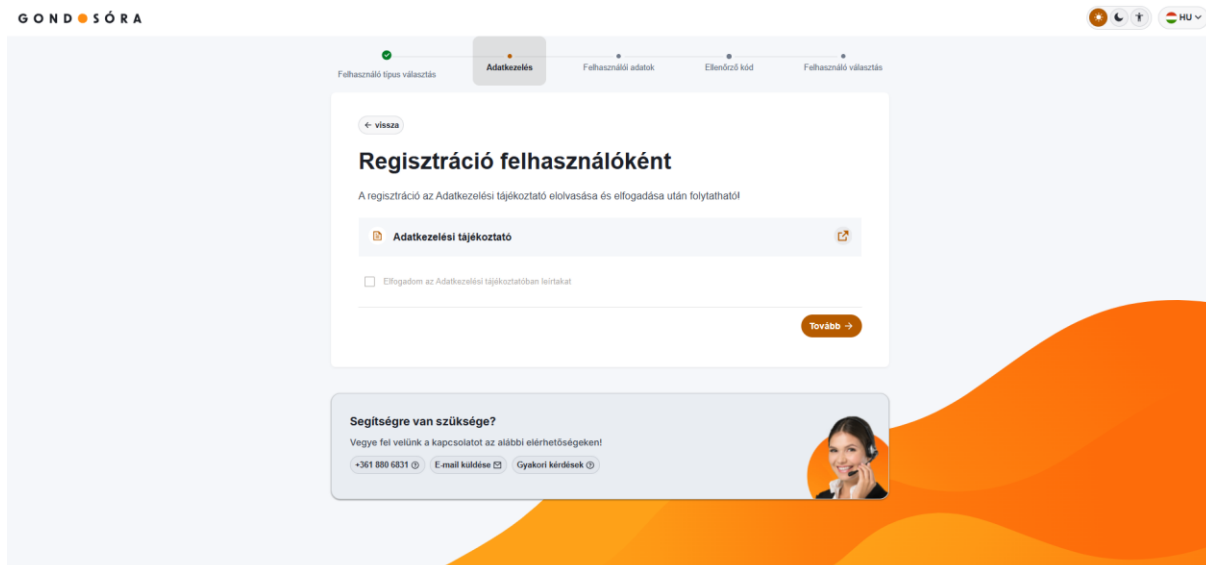 GONDOSÓRA
HU
Felhasználó típus választás
Adatkezelés
Felhasználói adatok
Ellenőrző kód
Felhasználó választás
← vissza
Regisztráció felhasználóként
A regisztráció az Adatkezelési tájékoztató elolvasása és elfogadása után folytatható!
Adatkezelési tájékoztató
Elfogadom az Adatkezelési tájékoztatóban leírtakat
Tovább →
Segítségre van szüksége?
Vegye fel velünk a kapcsolatot az alábbi elérhetőségeken!
+361 880 6831
E-mail küldése
Gyakori kérdések